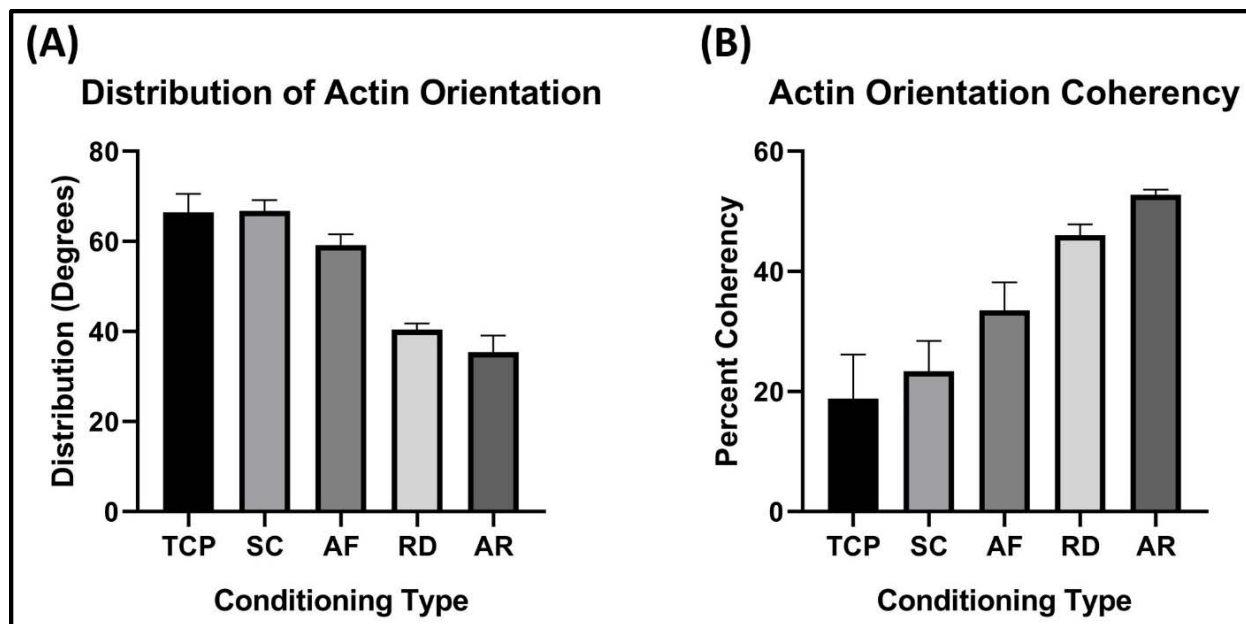 (A)
Distribution of Actin Orientation
Distribution (Degrees)
80
60
40
20
0
TCP SC AF RD AR
Conditioning Type
(B)
Actin Orientation Coherency
Percent Coherency
60
40
20
0
TCP SC AF RD AR
Conditioning Type